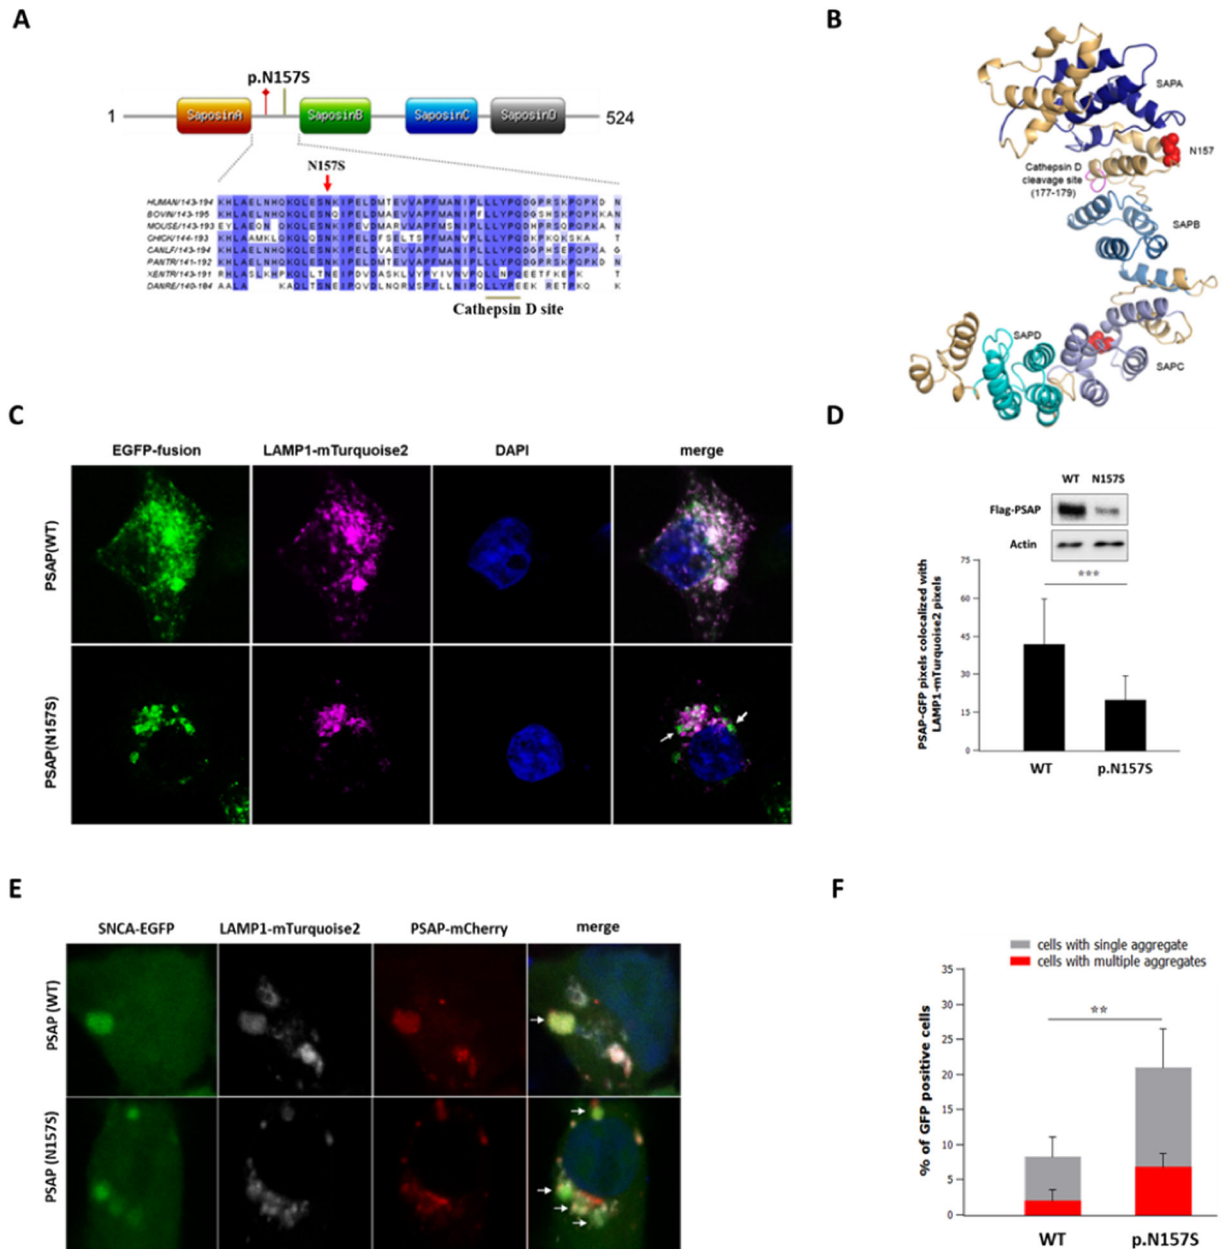 A
p.N157S
1
SaposinA
SaposinB
SaposinC
SaposinD
524
N157S
HUMAN/143-194
BOVIN/143-195
MOUSE/143-193
CHICK/144-193
CANLF/143-194
PANTR/141-192
XENTR/143-191
DANRE/140-184
Cathepsin D site
B
SAPA
N157
Cathepsin D
cleavage site
(177-179)
SAPB
SAPD
SAPC
C
EGFP-fusion
LAMP1-mTurquoise2
DAPI
merge
PSAP(WT)
PSAP(N157S)
D
WT
N157S
Flag-PSAP
Actin
***
PSAP-GFP pixels colocalized with
LAMP1-mTurquoise2 pixels
75
60
45
30
15
0
WT
p.N157S
E
SNCA-EGFP
LAMP1-mTurquoise2
PSAP-mCherry
merge
PSAP (WT)
PSAP (N157S)
F
cells with single aggregate
cells with multiple aggregates
% of GFP positive cells
35
30
25
20
15
10
5
0
**
WT
p.N157S